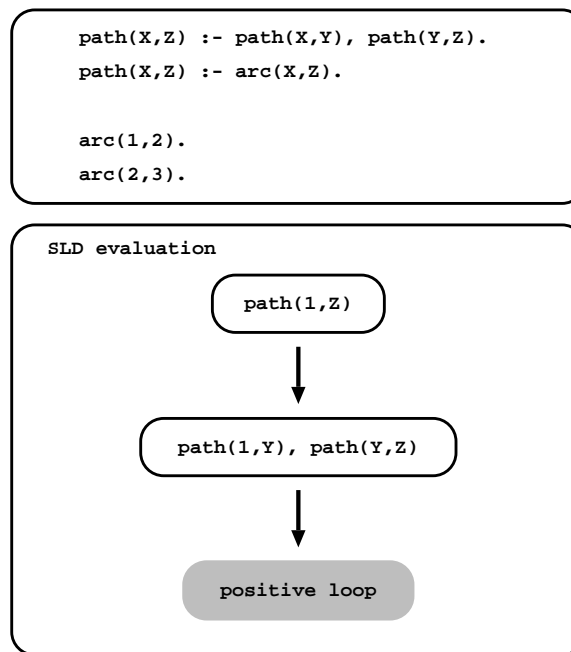 path(X,Z) :- path(X,Y), path(Y,Z).
path(X,Z) :- arc(X,Z).
arc(1,2).
arc(2,3).
SLD evaluation
path(1,Z)
path(1,Y), path(Y,Z)
positive loop